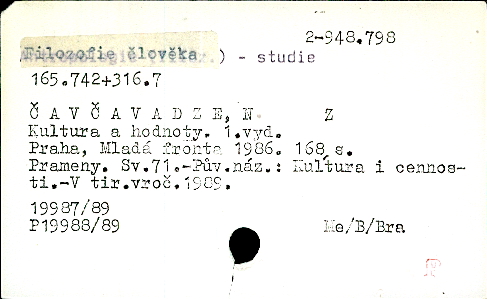 2-948.798
Filozofie člověka ) - studie
165.742+316.7
Č A V Č A V A D Z E, N. Z
Kultura a hodnoty. 1.vyd.
Praha, Mladá fronta 1986. 168 s.
Prameny. Sv.71.-Pův.náz.: Kultura i cennos-
ti.-V tir.vroč.1989.
19987/89
P19988/89 Me/B/Bra